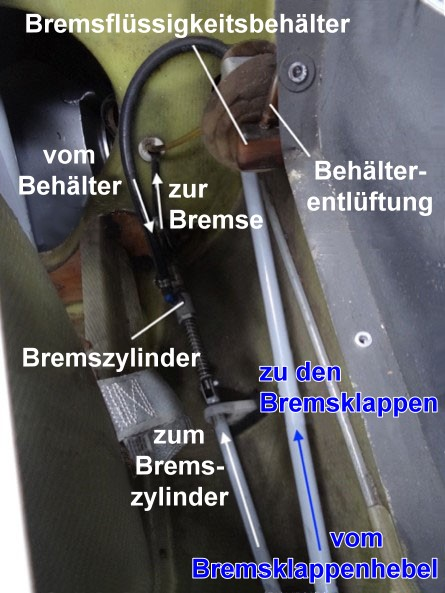 Bremsflüssigkeitsbehälter
vom
Behälter
zur
Bremse
Behälter-
entlüftung
Bremszylinder
zu den
Bremsklappen
zum
Brems-
zylinder
vom
Bremsklappenhebel